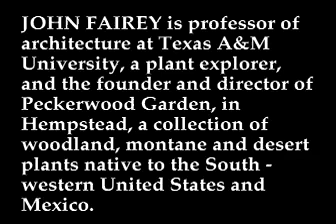 JOHN FAIREY is professor of
architecture at Texas A&M
University, a plant explorer,
and the founder and director of
Peckerwood Garden, in
Hempstead, a collection of
woodland, montane and desert
plants native to the South -
western United States and
Mexico.